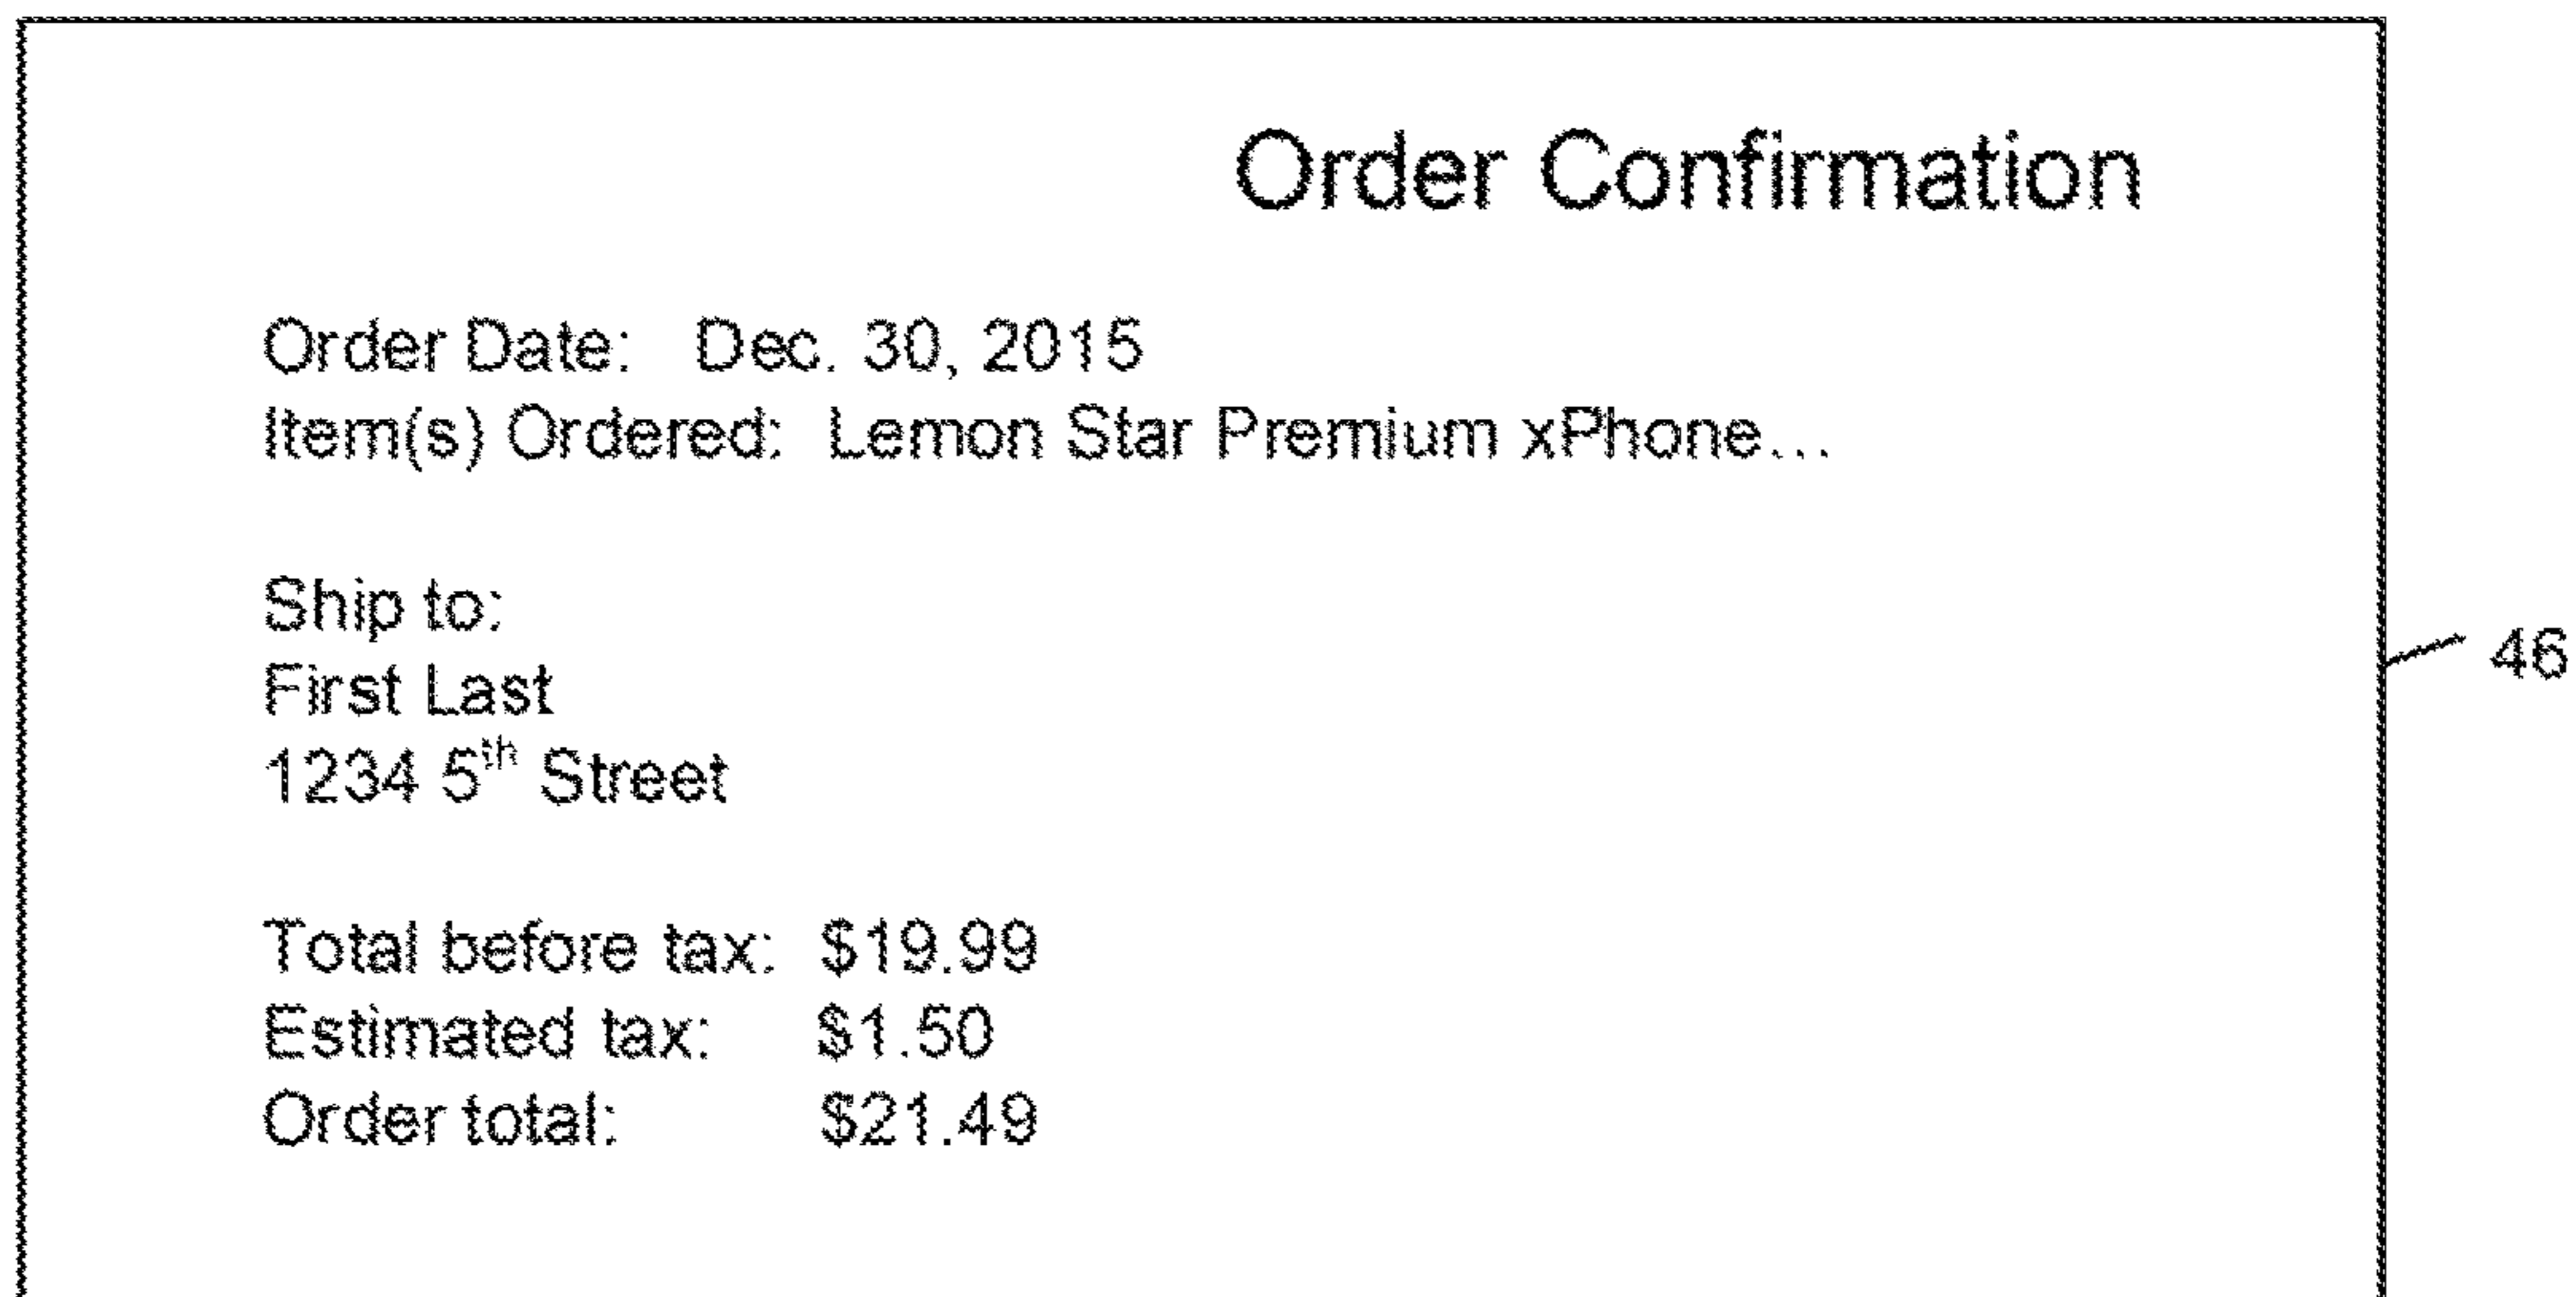 Order Confirmation
Order Date: Dec. 30, 2015
Item(s) Ordered: Lemon Star Premium xPhone...
Ship to:
First Last
46
1234 5th Street
Total before tax: $19.99
Estimated tax: $1.50
Order total: $21.49